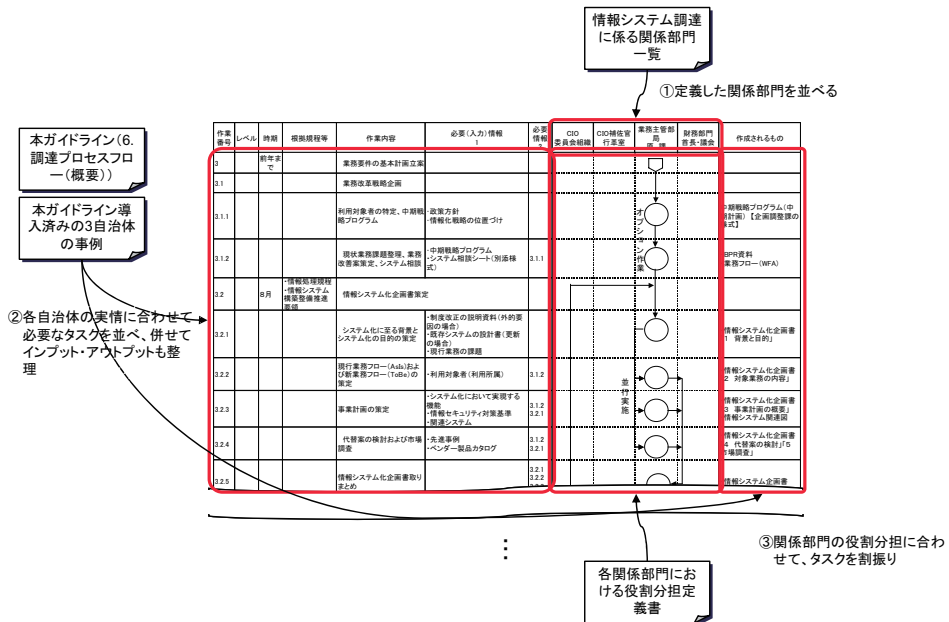 情報システム調達
に係る関係部門
一覧
①定義した関係部門を並べる
本ガイドライン(6.
調達プロセスフロ
ー(概要))
本ガイドライン導
入済みの3自治体
の事例
②各自治体の実情に合わせて
必要なタスクを並べ、併せて
インプット・アウトプットも整
理
作業
番号
レベル
時期
根拠規程等
作業内容
必要(入力)情報
1
必要
情報
CIO
委員会組織
CIO補佐官
行革室
業務主管部
局
財務部門
首長・議会
作成されるもの
3
前年ま
で
業務要件の基本計画立案
3.1
業務改革戦略企画
3.1.1
利用対象者の特定、中期戦
略プログラム
・政策方針
・情報化戦略の位置づけ
オプション作業
中期戦略プログラム(中
期計画)【企画調整課の
様式】
3.1.2
現状業務課題整理、業務
改善案策定、システム相談
・中期戦略プログラム
・システム相談シート(別添様
式)
3.1.1
BPR資料
業務フロー(WFA)
3.2
8月
・情報処理規程
・情報システム
構築整備推進
要領
情報システム化企画書策定
3.2.1
システム化に至る背景と
システム化の目的の策定
・制度改正の説明資料(外的要
因の場合)
・既存システムの設計書(更新
の場合)
・現行業務の課題
情報システム化企画書
1 背景と目的」
3.2.2
現行業務フロー(AsIs)およ
び新業務フロー(ToBe)の
策定
・利用対象者(利用所属)
3.1.2
並行実施
情報システム化企画書
2 対象業務の内容」
3.2.3
事業計画の策定
・システム化において実現する
機能
・情報セキュリティ対策基準
・関連システム
3.1.2
3.2.1
情報システム化企画書
3 事業計画の概要」
情報システム関連図
3.2.4
代替案の検討および市場
調査
・先進事例
・ベンダー製品カタログ
3.1.2
3.2.1
情報システム化企画書
4 代替案の検討」「5
市場調査」
3.2.5
情報システム化企画書取り
まとめ
3.2.1
3.2.2
情報システム企画書
③関係部門の役割分担に合わ
せて、タスクを割振り
各関係部門にお
ける役割分担定
義書